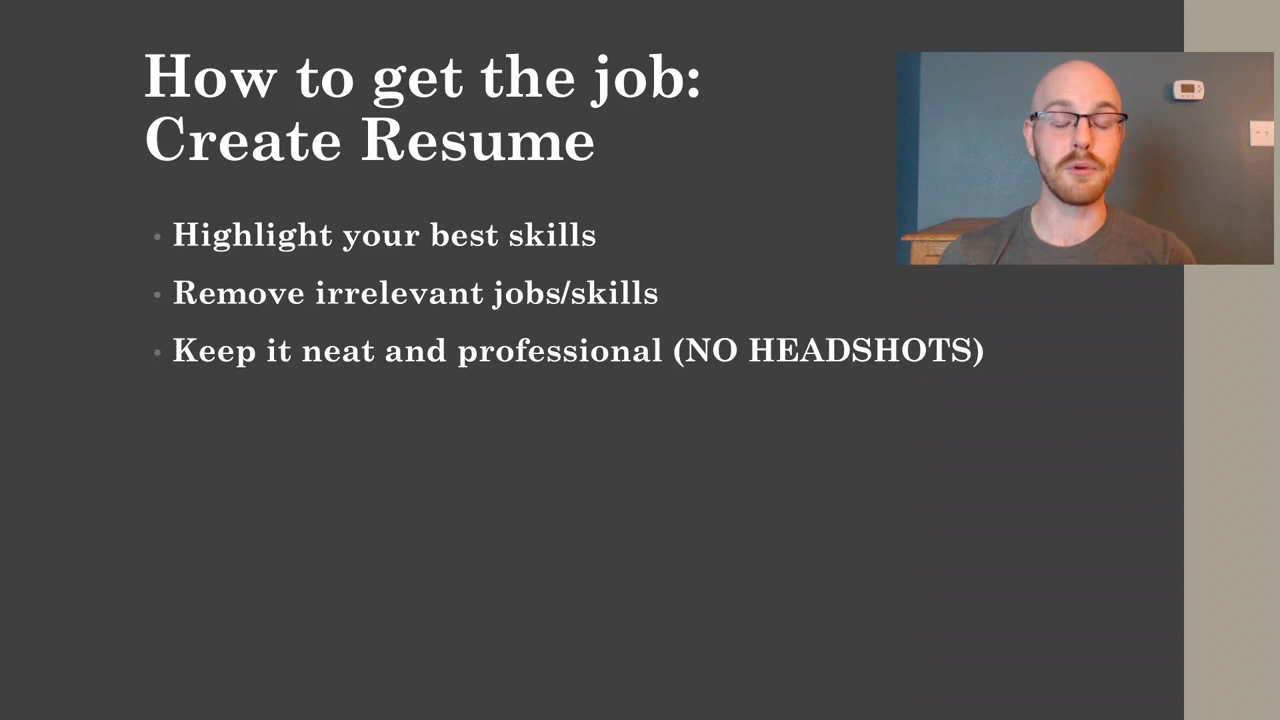 How to get the job:
Create Resume
• Highlight your best skills
• Remove irrelevant jobs/skills
• Keep it neat and professional (NO HEADSHOTS)